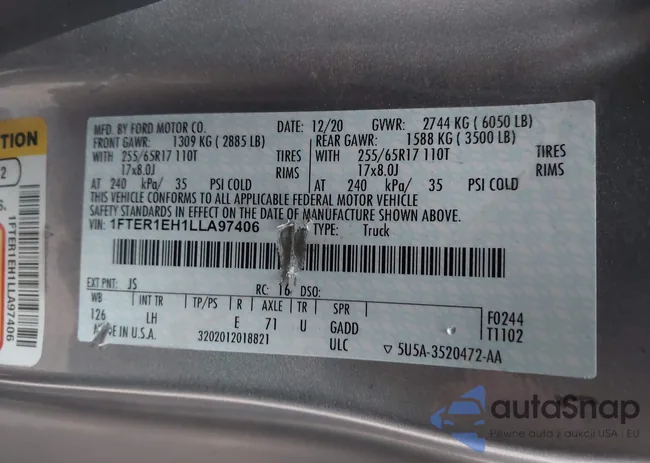 MFD. BY FORD MOTOR CO. DATE: 12/20 GVWR: 2744 KG ( 6050 LB)
FRONT GAWR: 1309 KG ( 2885 LB) REAR GAWR: 1588 KG ( 3500 LB)
WITH 255/65R17 110T TIRES WITH 255/65R17 110T TIRES
17x8.0J RIMS 17x8.0J RIMS
AT 240 kPa/ 35 PSI COLD AT 240 kPa/ 35 PSI COLD
THIS VEHICLE CONFORMS TO ALL APPLICABLE FEDERAL MOTOR VEHICLE
SAFETY STANDARDS IN EFFECT ON THE DATE OF MANUFACTURE SHOWN ABOVE.
VIN: 1FTER1EH1LLA97406 TYPE: Truck
EXT PNT: JS RC: 16 DSO:
WB INT TR TP/PS R AXLE TR SPR
126 LH E 71 U GADD F0244
ULC T1102
MADE IN U.S.A. 3202012018821 5U5A-3520472-AA
TION
2
S.
1FTER1EH1LLA97406
autoSnap
Pewne auta z aukcji USA i EU